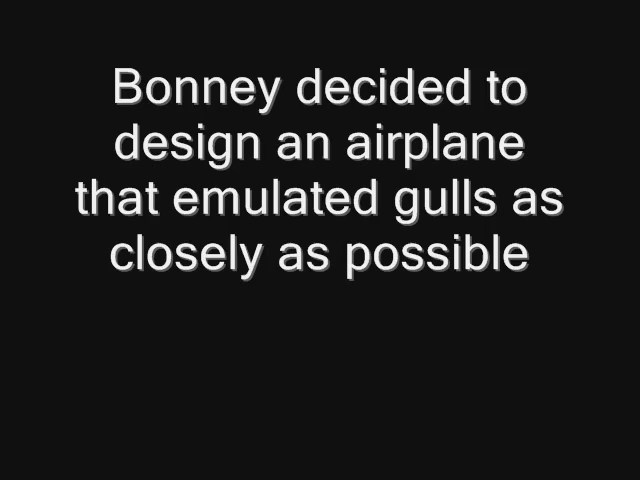 Bonney decided to
design an airplane
that emulated gulls as
closely as possible